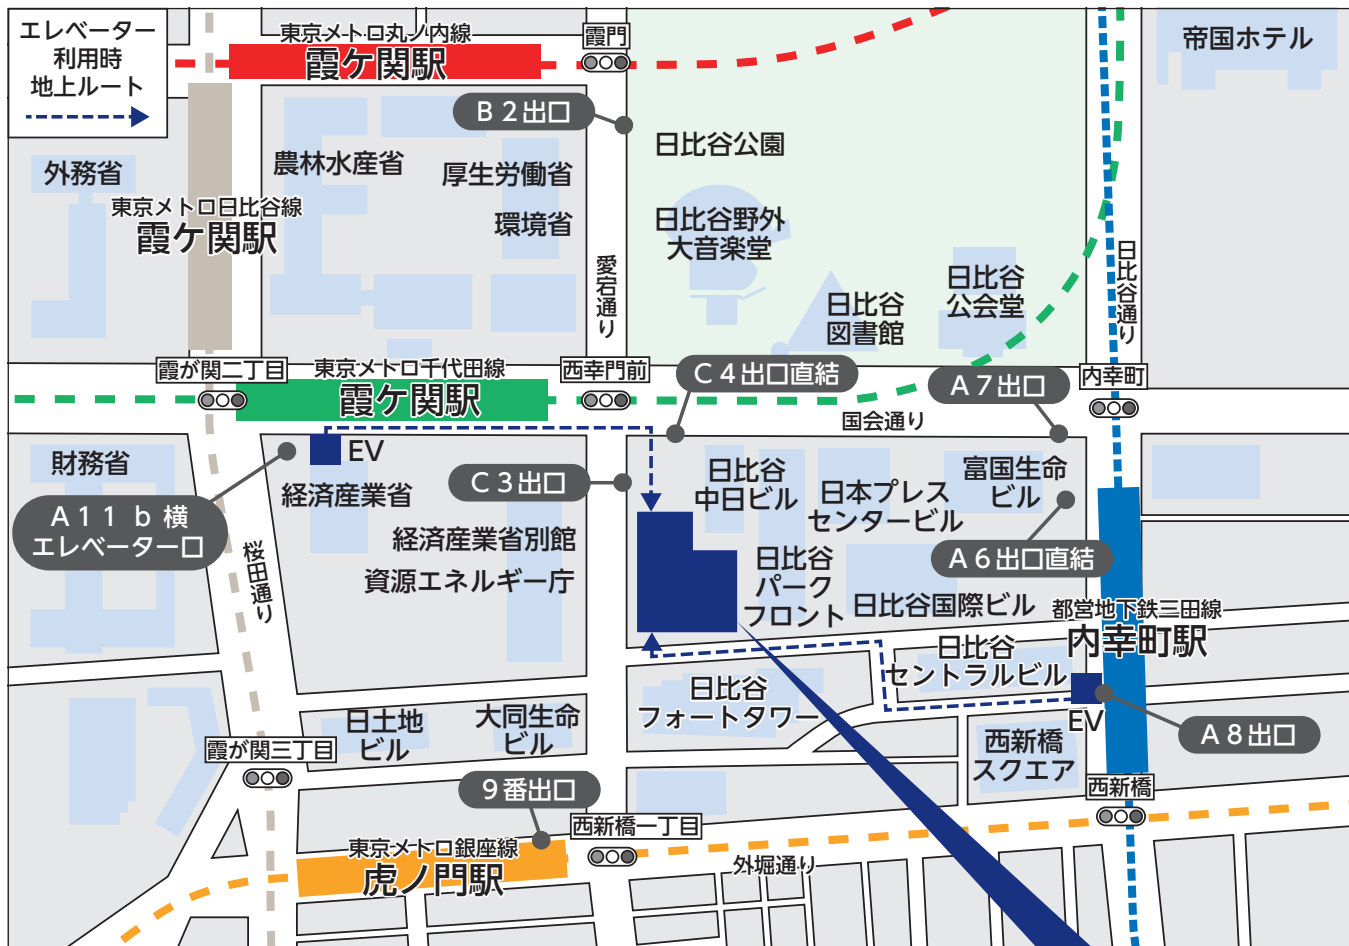 エレベーター
利用時
地上ルート
東京メトロ丸ノ内線
霞ケ関駅
霞門
帝国ホテル
B２出口
日比谷公園
外務省
農林水産省
厚生労働省
環境省
東京メトロ日比谷線
霞ケ関駅
日比谷野外
大音楽堂
愛宕通り
日比谷通り
日比谷
公会堂
日比谷
図書館
霞が関二丁目
東京メトロ千代田線
霞ケ関駅
西幸門前
C４出口直結
A７出口
内幸町
国会通り
財務省
EV
経済産業省
C３出口
日比谷
中日ビル
日本プレス
センタービル
富国生命
ビル
A１１ｂ横
エレベーター口
桜田通り
経済産業省別館
資源エネルギー庁
日比谷
パーク
フロント
A６出口直結
日比谷国際ビル
都営地下鉄三田線
内幸町駅
日比谷
セントラルビル
日比谷
フォートタワー
EV
A８出口
日土地
ビル
大同生命
ビル
霞が関三丁目
西新橋
スクエア
西新橋
9番出口
西新橋一丁目
東京メトロ銀座線
虎ノ門駅
外堀通り